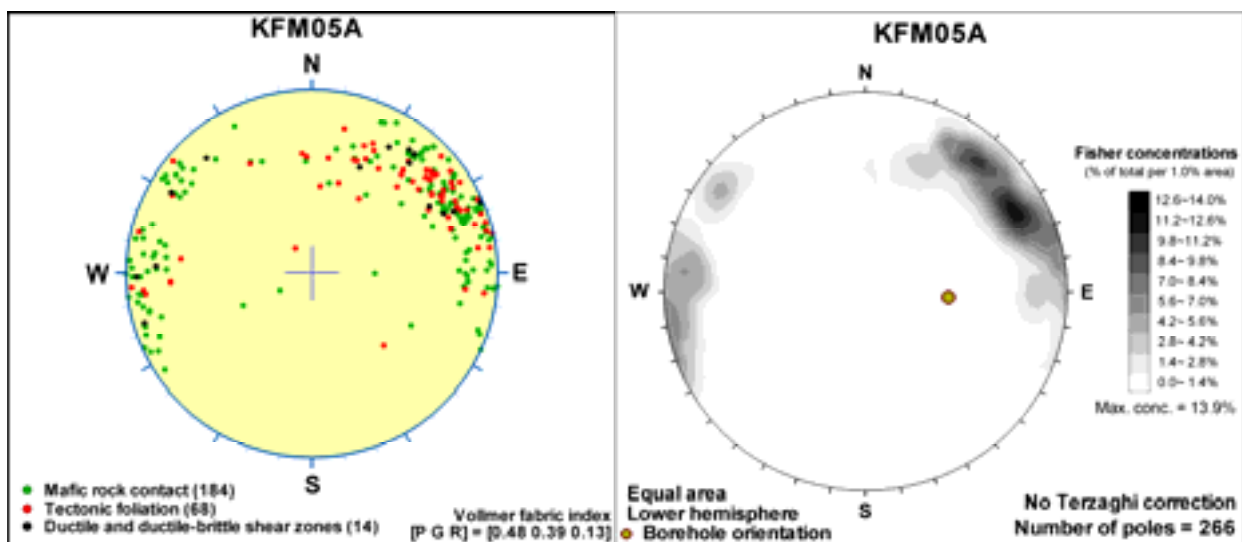 KFM05A
N
W
E
S
Mafic rock contact (184)
Tectonic foliation (68)
Ductile and ductile-brittle shear zones (14)
Vollmer fabric index
[P G R] = [0.48 0.39 0.13]
KFM05A
N
W
E
S
Fisher concentrations
(% of total per 1.0% area)
12.6~14.0%
11.2~12.6%
9.8~11.2%
8.4~ 9.8%
7.0~ 8.4%
5.6~ 7.0%
4.2~ 5.6%
2.8~ 4.2%
1.4~ 2.8%
0.0~ 1.4%
Max. conc. = 13.9%
Equal area
Lower hemisphere
Borehole orientation
No Terzaghi correction
Number of poles = 266